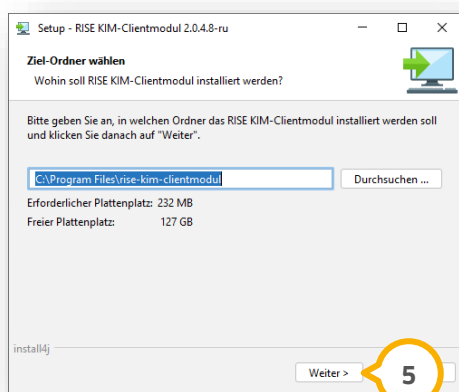 Setup - RISE KIM-Clientmodul 2.0.4.8-ru
Ziel-Ordner wählen
Wohin soll RISE KIM-Clientmodul installiert werden?
Bitte geben Sie an, in welchen Ordner das RISE KIM-Clientmodul installiert werden soll
und klicken Sie danach auf "Weiter".
C:\Program Files\rise-kim-clientmodul
Durchsuchen ...
Erforderlicher Plattenplatz: 232 MB
Freier Plattenplatz: 127 GB
install4j
Weiter >
5